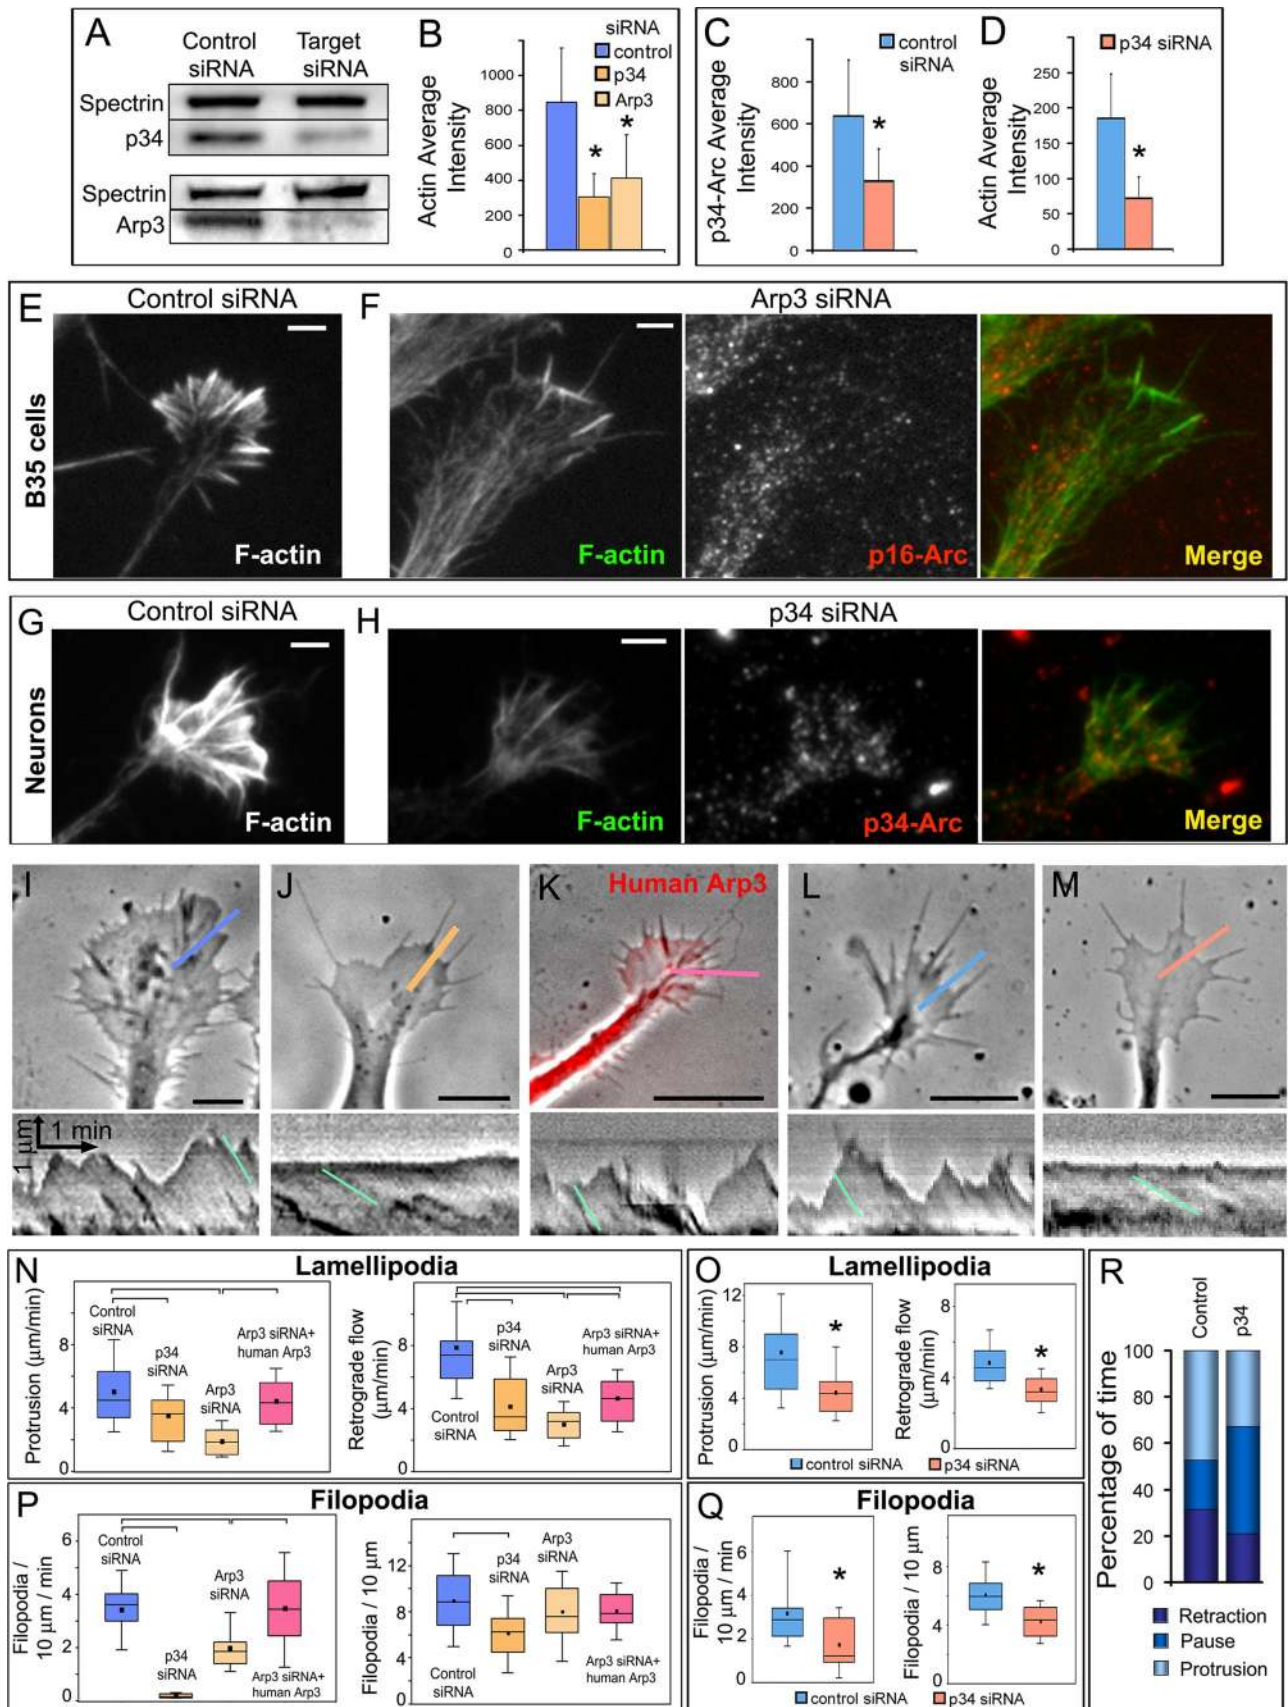 A
Control siRNA
Target siRNA
Spectrin
p34
Spectrin
Arp3
B
siRNA
control
p34
Arp3
Actin Average Intensity
1000
800
600
400
200
0
*
*
C
control siRNA
p34-Arc Average Intensity
800
600
400
200
0
*
D
p34 siRNA
Actin Average Intensity
250
200
150
100
50
0
*
E
Control siRNA
B35 cells
F-actin
F
Arp3 siRNA
F-actin
p16-Arc
Merge
G
Control siRNA
Neurons
F-actin
H
p34 siRNA
F-actin
p34-Arc
Merge
I
J
K
Human Arp3
L
M
1 µm
1 min
N
Lamellipodia
Protrusion (µm/min)
8
4
0
Control siRNA
p34 siRNA
Arp3 siRNA
Arp3 siRNA+ human Arp3
Retrograde flow (µm/min)
8
4
0
Control siRNA
p34 siRNA
Arp3 siRNA
Arp3 siRNA+ human Arp3
O
Lamellipodia
Protrusion (µm/min)
12
8
4
0
*
Retrograde flow (µm/min)
8
4
0
*
control siRNA
p34 siRNA
P
Filopodia
Filopodia / 10 µm / min
6
4
2
0
Control siRNA
p34 siRNA
Arp3 siRNA
Arp3 siRNA+ human Arp3
Filopodia / 10 µm
12
8
4
0
Control siRNA
p34 siRNA
Arp3 siRNA
Arp3 siRNA+ human Arp3
Q
Filopodia
Filopodia / 10 µm / min
6
4
2
0
*
Filopodia / 10 µm
8
4
0
*
control siRNA
p34 siRNA
R
Control
p34
Percentage of time
100
80
60
40
20
0
Retraction
Pause
Protrusion